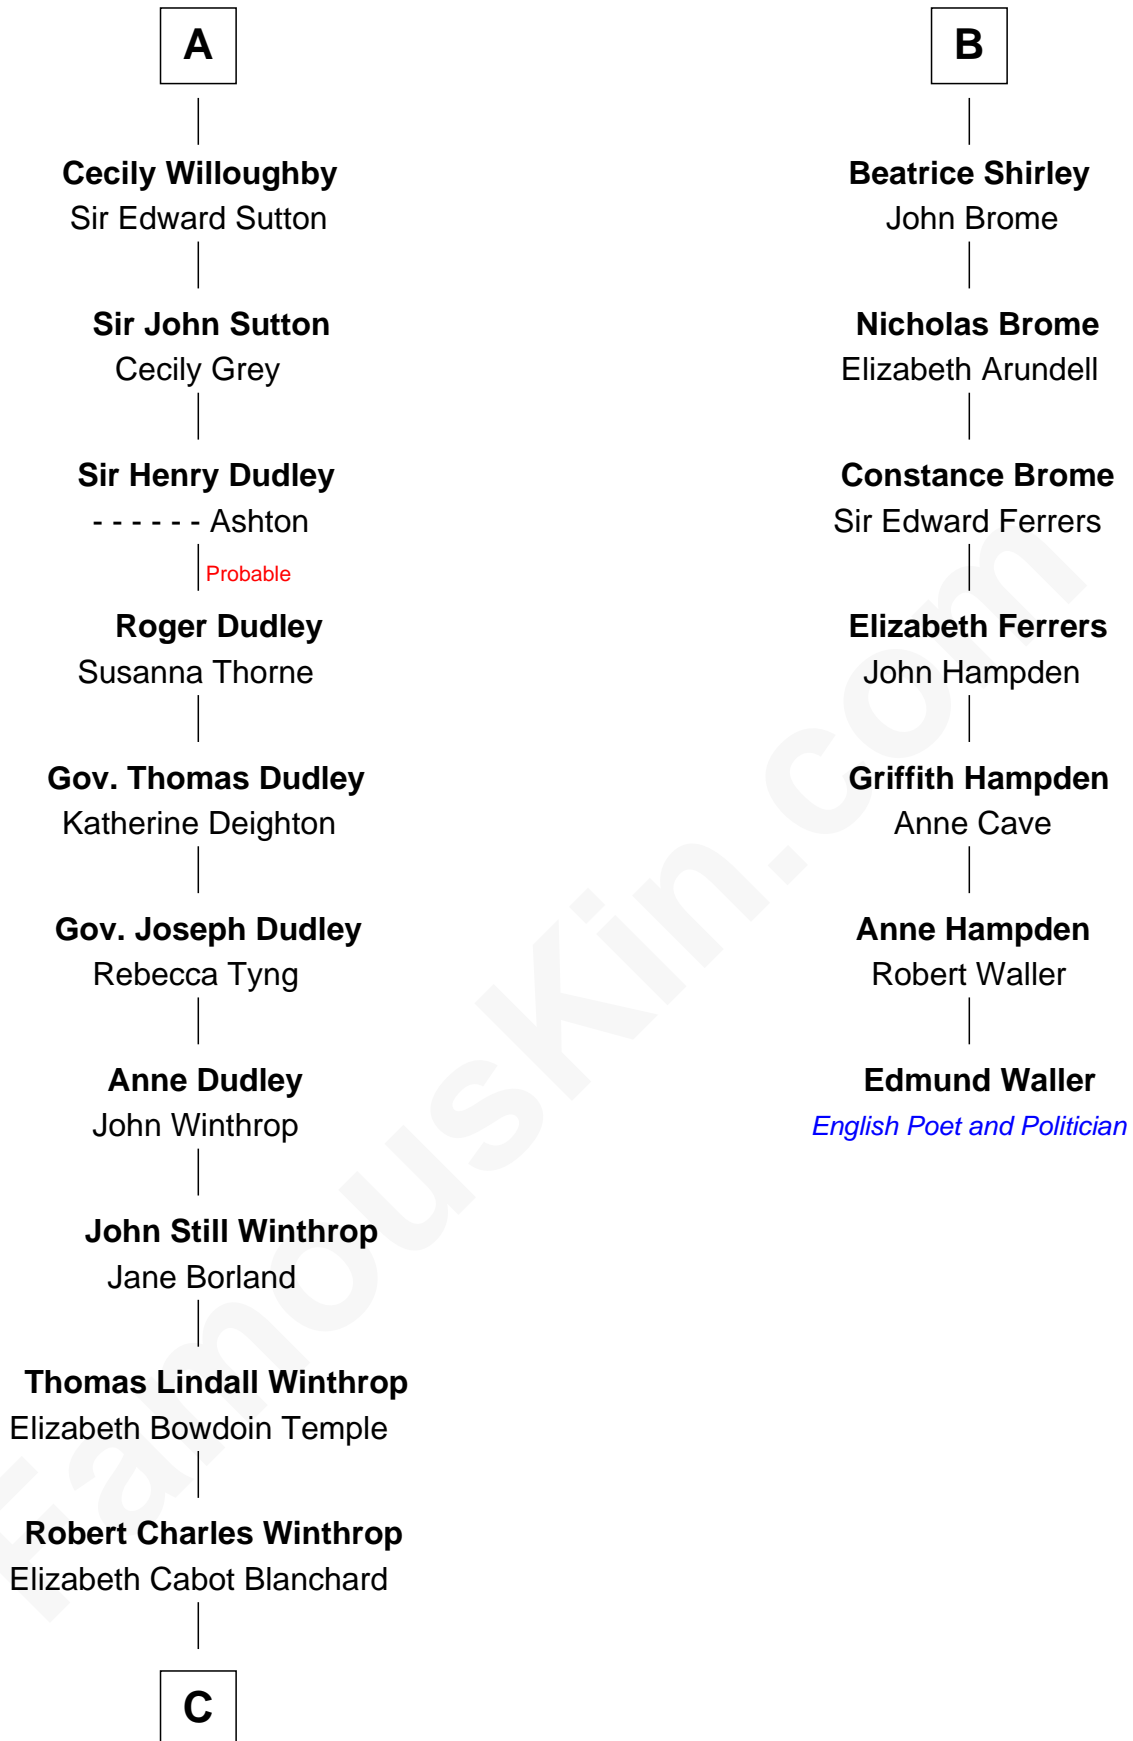 A
Cecily Willoughby
Sir Edward Sutton
Sir John Sutton
Cecily Grey
Sir Henry Dudley
- - - - - - Ashton
Probable
Roger Dudley
Susanna Thorne
Gov. Thomas Dudley
Katherine Deighton
Gov. Joseph Dudley
Rebecca Tyng
Anne Dudley
John Winthrop
John Still Winthrop
Jane Borland
Thomas Lindall Winthrop
Elizabeth Bowdoin Temple
Robert Charles Winthrop
Elizabeth Cabot Blanchard
C
B
Beatrice Shirley
John Brome
Nicholas Brome
Elizabeth Arundell
Constance Brome
Sir Edward Ferrers
Elizabeth Ferrers
John Hampden
Griffith Hampden
Anne Cave
Anne Hampden
Robert Waller
Edmund Waller
English Poet and Politician
FamousKin.com